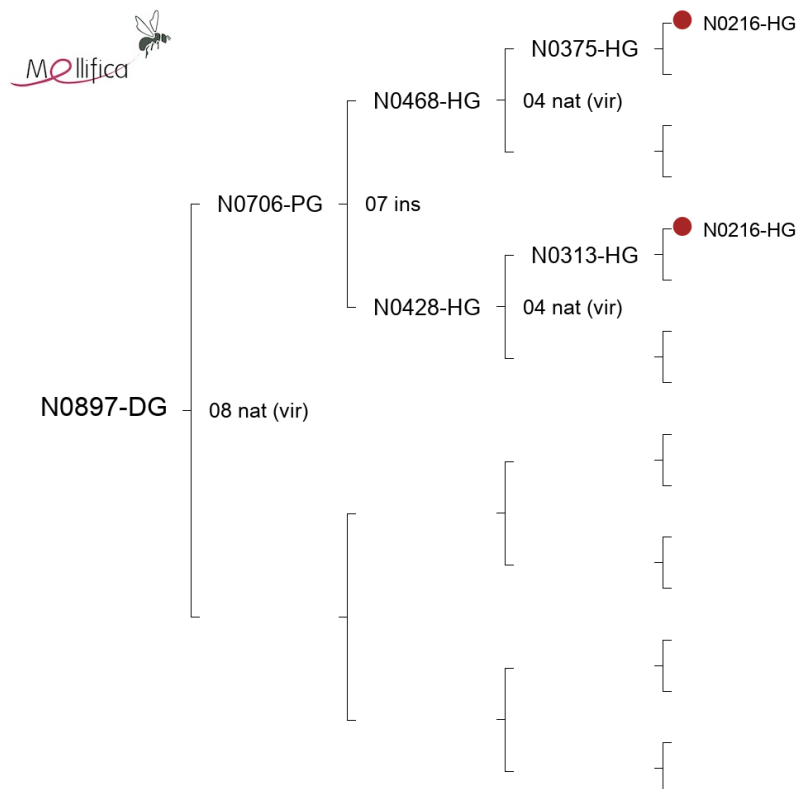 Mellifica
N0216-HG
N0375-HG
N0468-HG
04 nat (vir)
N0706-PG
07 ins
N0216-HG
N0313-HG
N0428-HG
04 nat (vir)
N0897-DG
08 nat (vir)